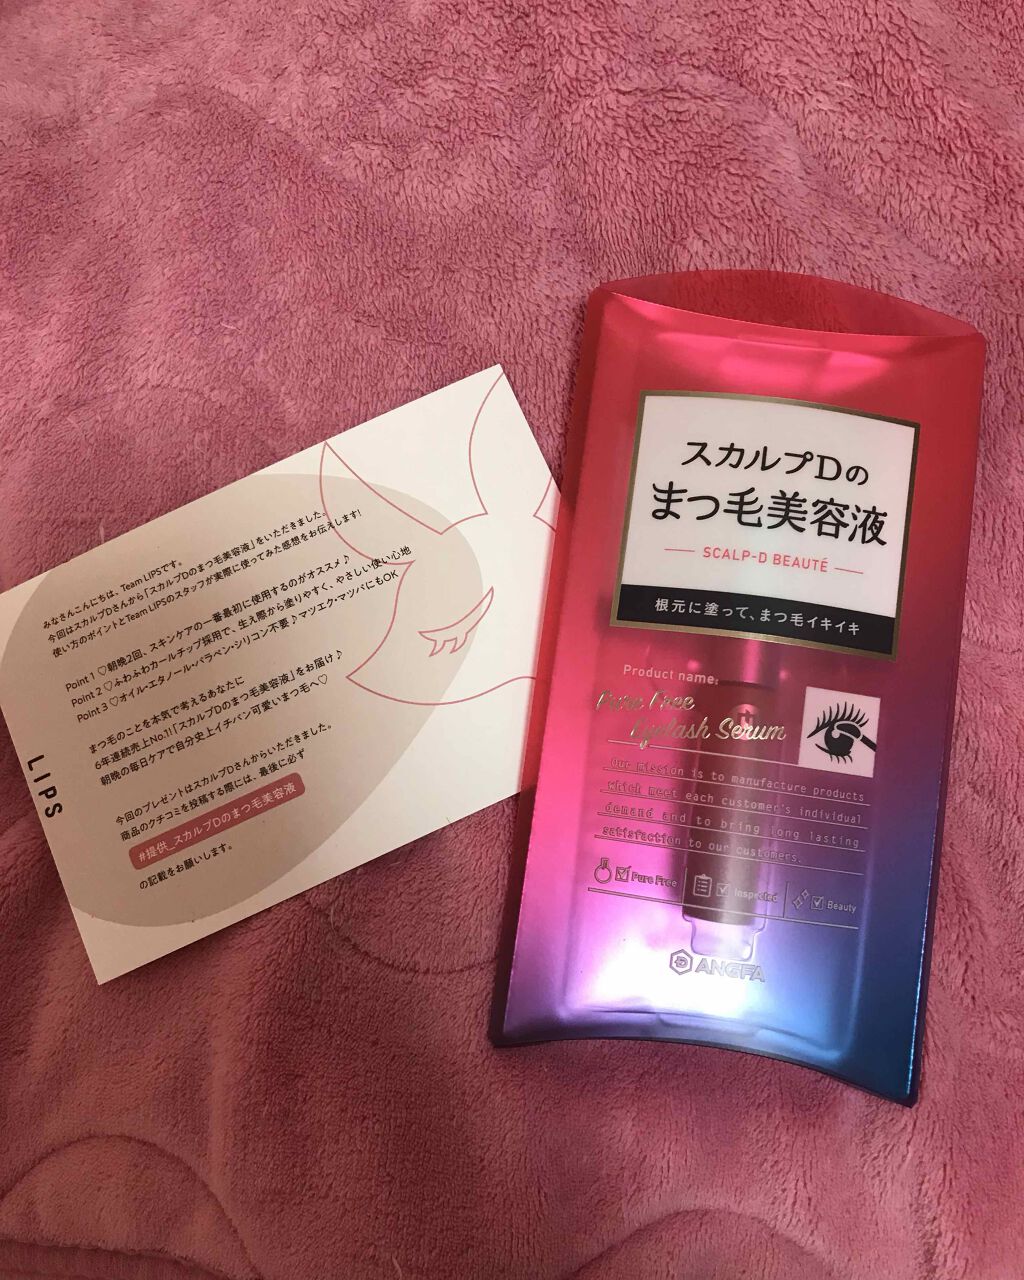 みなさんこんにちは、Team LIPSです。
今回はスカルプDさんから「スカルプDのまつ毛美容液」をいただきました。
使い方のポイントとTeam LIPSのスタッフが実際に使ってみた感想をお伝えします!
Point 1 ♡朝晩2回、スキンケアの一番最初に使用するのがオススメ♪
Point 2 ♡ふわふわカールチップ採用で、生え際から塗りやすく、やさしい使い心地
Point 3 ♡オイル・エタノール・パラベン・シリコン不要♪マツエク・マツパにもOK
まつ毛のことを本気で考えるあなたに
6年連続売上No.1!「スカルプDのまつ毛美容液」をお届け♪
朝晩の毎日ケアで自分史上イチバン可愛いまつ毛へ♡
今回のプレゼントはスカルプDさんからいただきました。
商品のクチコミを投稿する際には、最後に必ず
#提供_スカルプDのまつ毛美容液
の記載をお願いします。
LIPS
スカルプDの
まつ毛美容液
SCALP-D BEAUTÉ
根元に塗って、まつ毛イキイキ
Product name:
Pure Free
Eyelash Serum
Our mission is to manufacture products
which meet each customer's individual
demand and to bring long lasting
satisfaction to our customers.
Pure Free
Inspected
Beauty
ANGFA